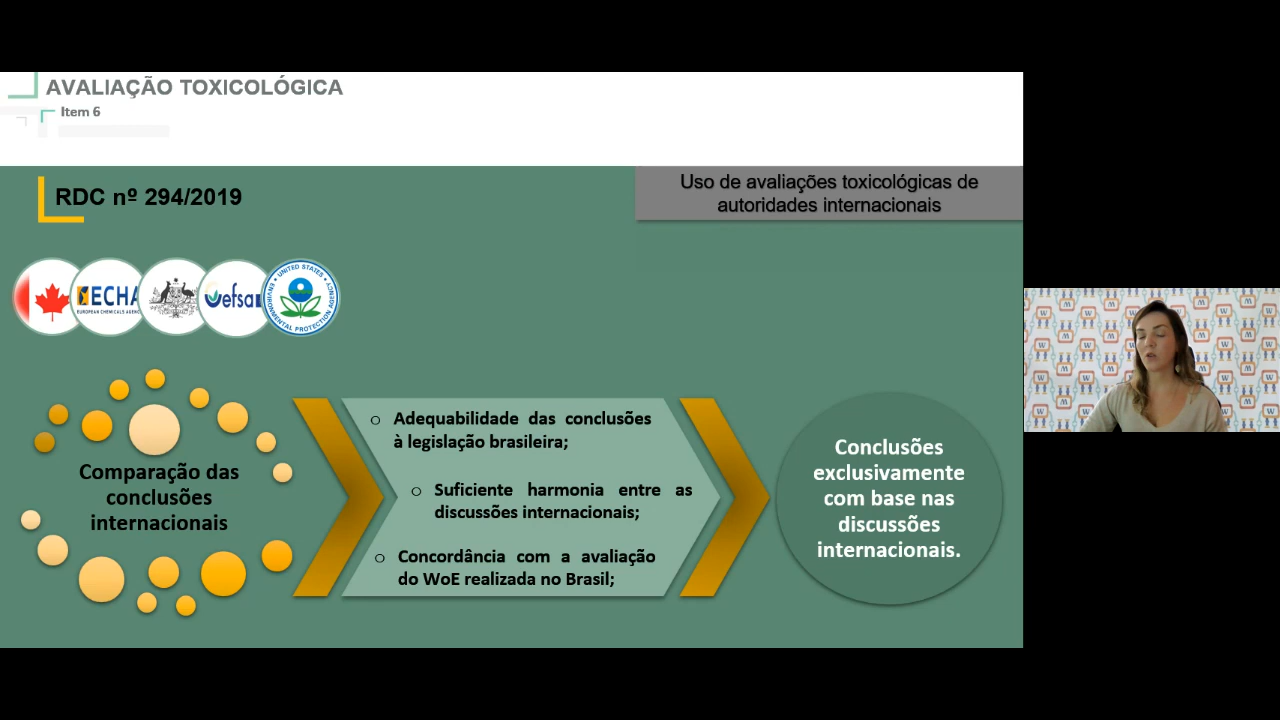 AVALIAÇÃO TOXICOLÓGICA
Item 6
RDC nº 294/2019
Uso de avaliações toxicológicas de
autoridades internacionais
ECHA
EUROPEAN CHEMICALS AGENC
efsa
UNITED STATES
ENVIRONMENTAL PROTECTION AGENCY
Comparação das
conclusões
internacionais
o Adequabilidade das conclusões
à legislação brasileira;
o Suficiente harmonia entre as
discussões internacionais;
o Concordância com a avaliação
do WoE realizada no Brasil;
Conclusões
exclusivamente
com base nas
discussões
internacionais.